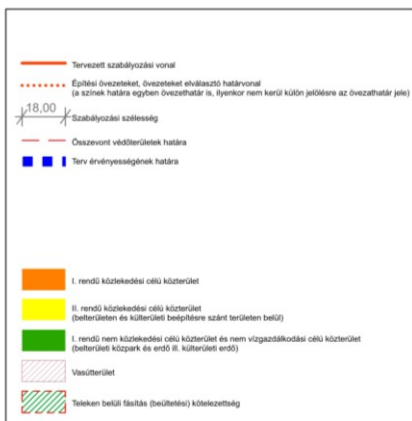 Tervezett szabályozási vonal
Építési övezeteket, övezeteket elválasztó határvonal
(a színek határa egyben övezethatár is, ilyenkor nem kerül külön jelölésre az övezathatár jele)
18,00
Szabályozási szélesség
Összevont védőterületek határa
Terv érvényességének határa
I. rendű közlekedési célú közterület
II. rendű közlekedési célú közterület
(belterületen és külterületi beépítésre szánt területen belül)
I. rendű nem közlekedési célú közterület és nem vízgazdálkodási célú közterület
(belterületi közpark és erdő ill. külterületi erdő)
Vasútterület
Teleken belüli fásítás (beültetési) kötelezettség